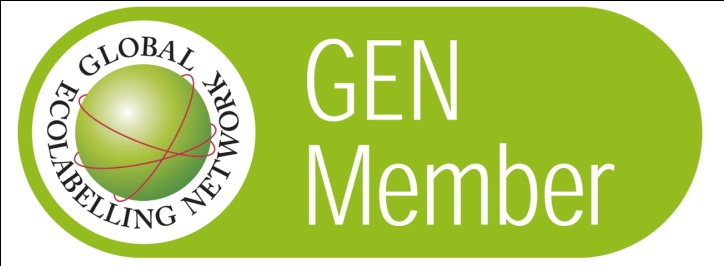 GLOBAL
ECOLABELLING NETWORK
GEN
Member